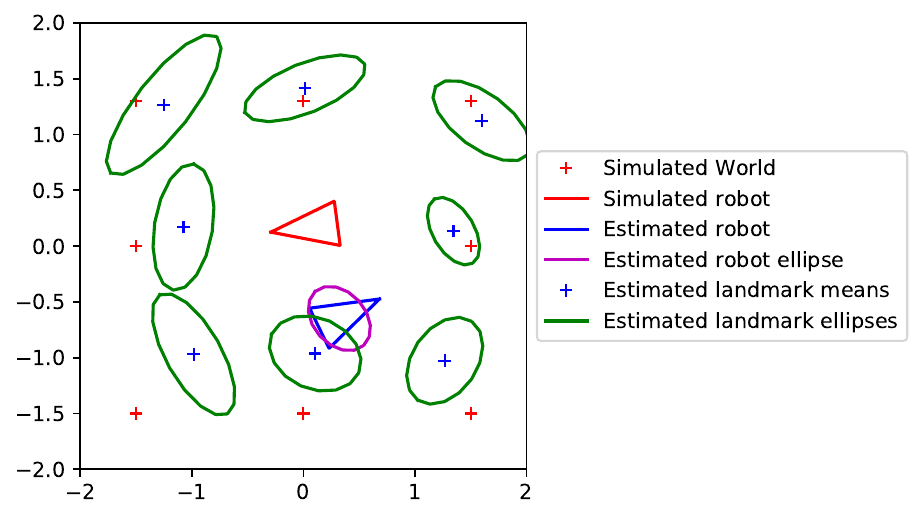 2.0
1.5
1.0
0.5
0.0
−0.5
−1.0
−1.5
−2.0
−2
−1
0
1
2
Simulated World
Simulated robot
Estimated robot
Estimated robot ellipse
Estimated landmark means
Estimated landmark ellipses